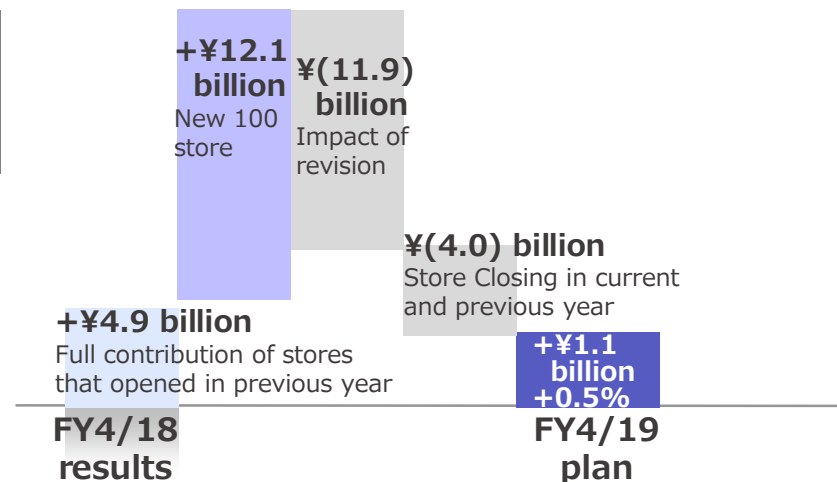 +¥12.1
billion
New 100
store
¥(11.9)
billion
Impact of
revision
¥(4.0) billion
Store Closing in current
and previous year
+¥4.9 billion
Full contribution of stores
that opened in previous year
+¥1.1
billion
+0.5%
FY4/18
results
FY4/19
plan